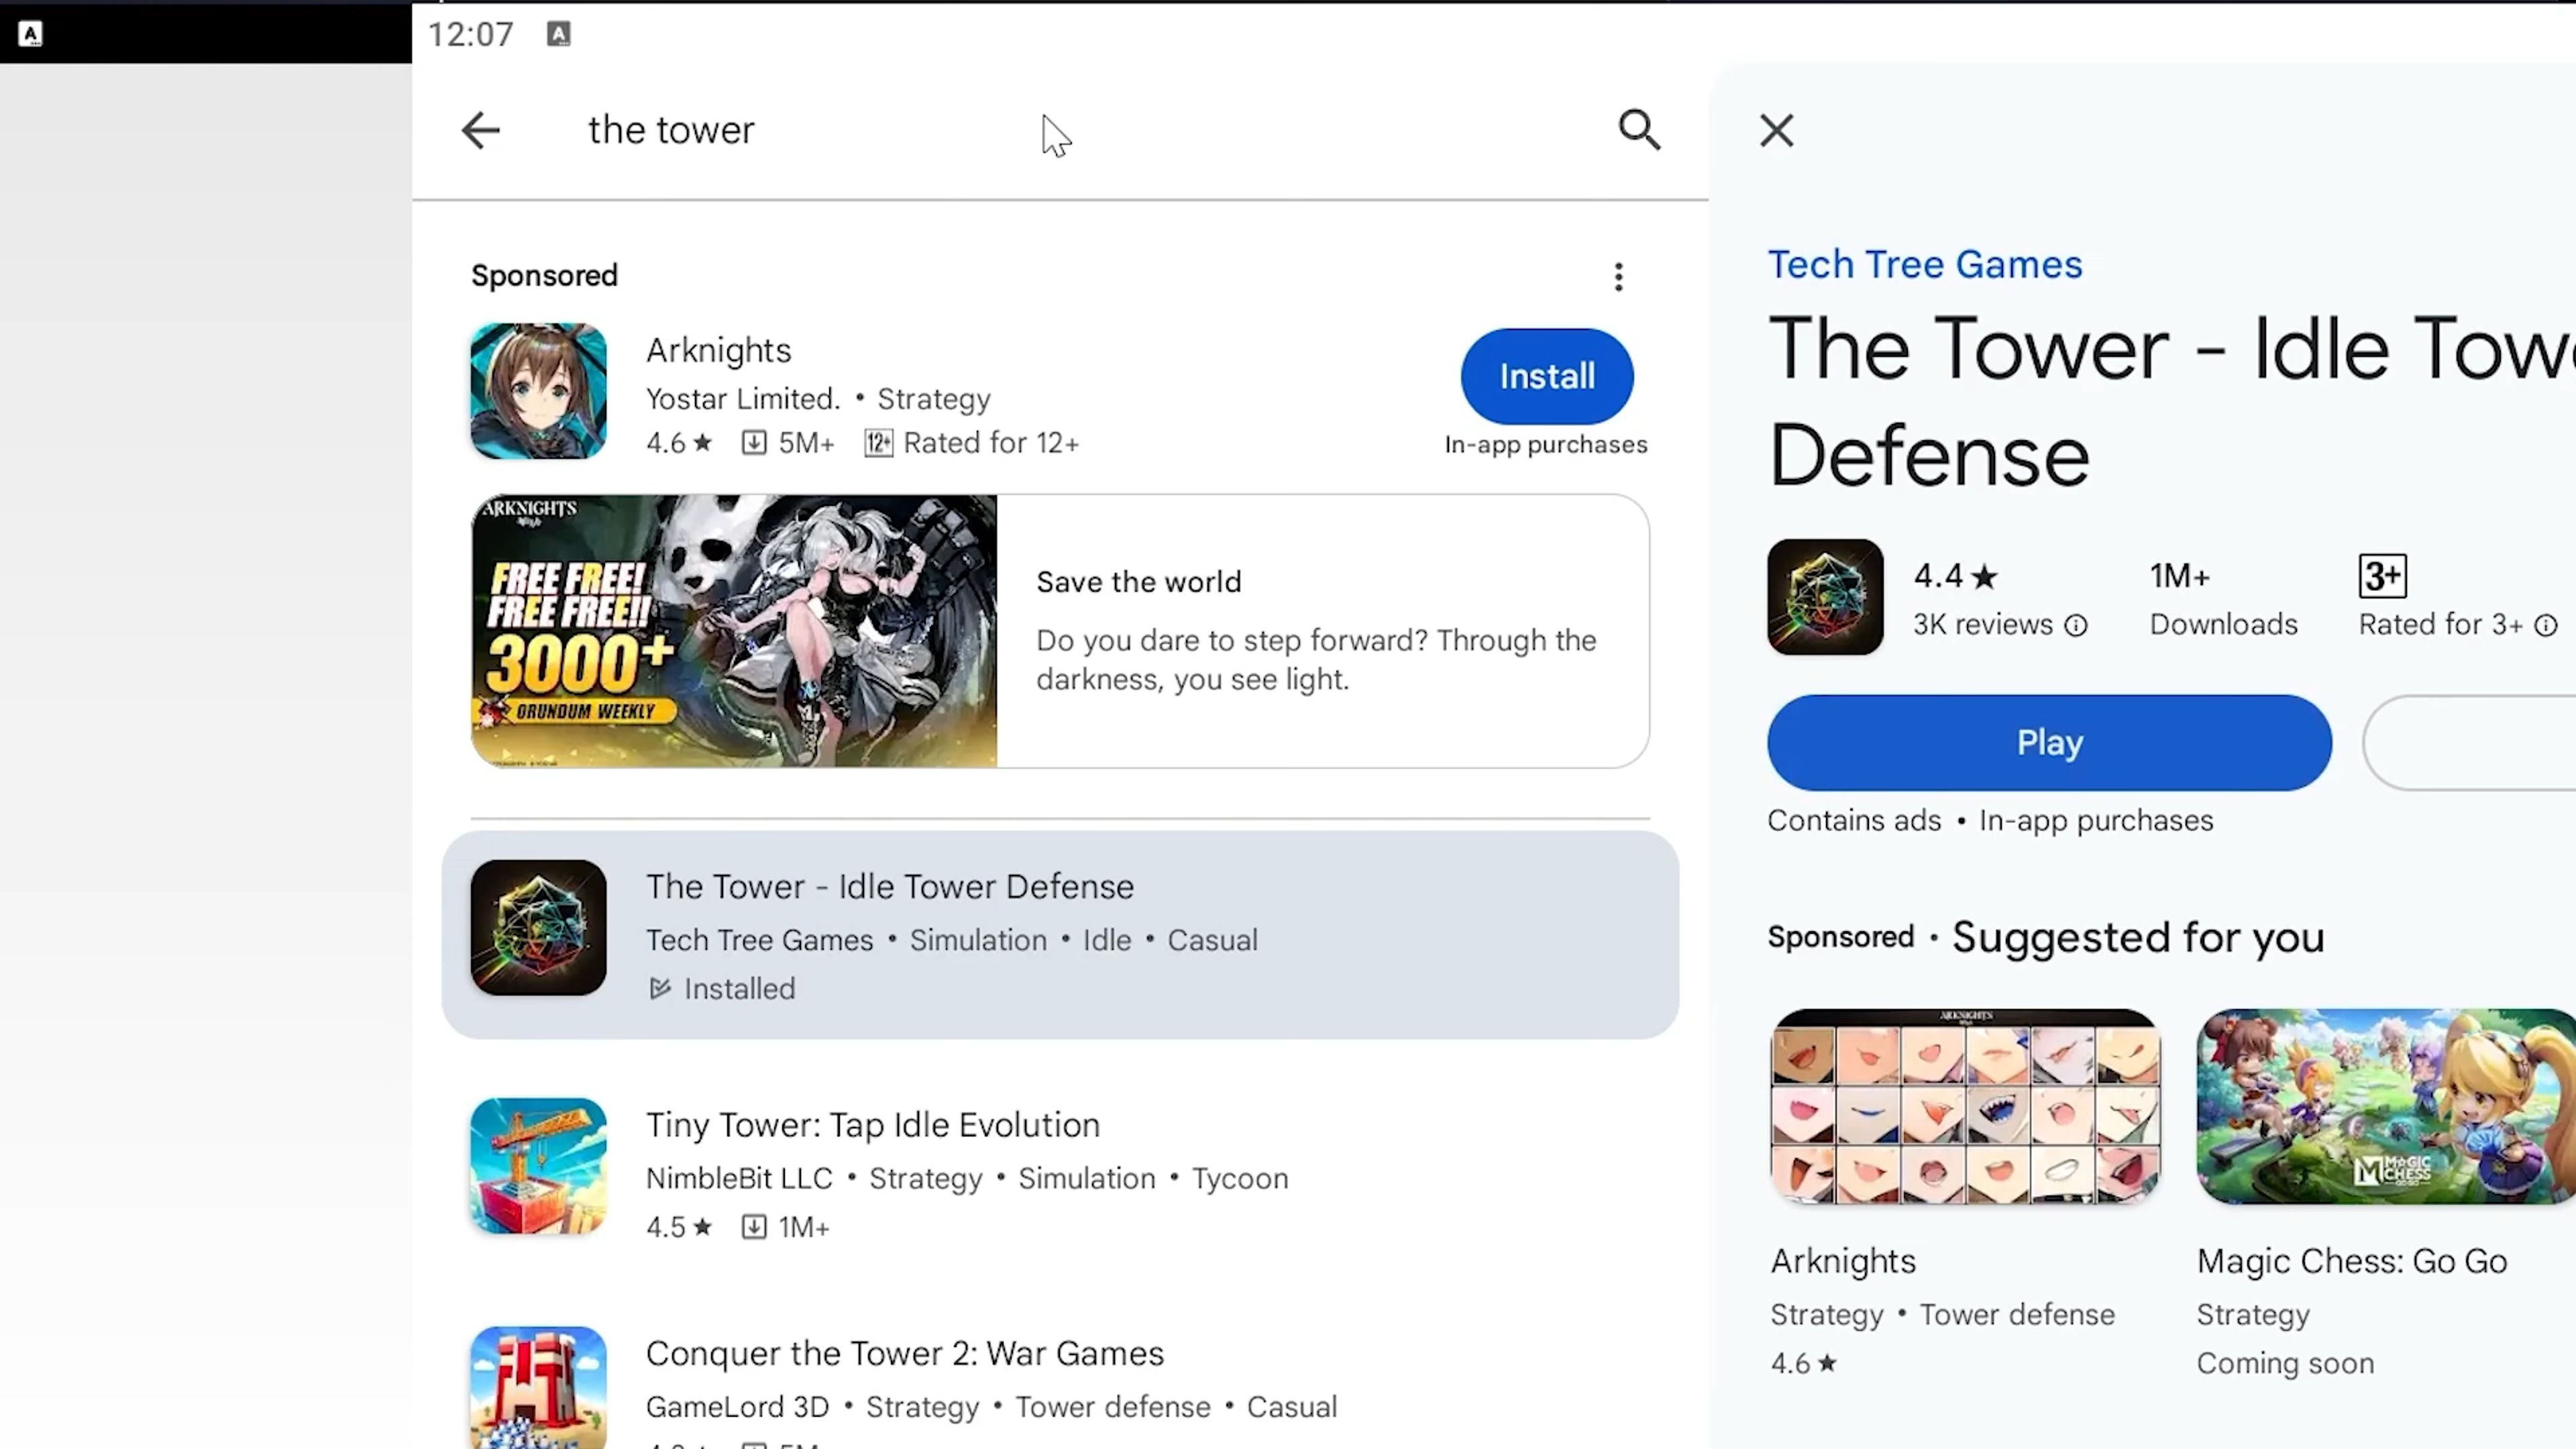 12:07
the tower
Sponsored
Arknights
Yostar Limited. • Strategy
4.6★ 5M+ 12+ Rated for 12+
Install
In-app purchases
ARKNIGHTS
FREE FREE!
FREE FREE!!
3000+
ORUNDUM WEEKLY
Save the world
Do you dare to step forward? Through the
darkness, you see light.
The Tower - Idle Tower Defense
Tech Tree Games • Simulation • Idle • Casual
Installed
Tiny Tower: Tap Idle Evolution
NimbleBit LLC • Strategy • Simulation • Tycoon
4.5★ 1M+
Conquer the Tower 2: War Games
GameLord 3D • Strategy • Tower defense • Casual
Tech Tree Games
The Tower - Idle
Defense
4.4★ 1M+ 3+
3K reviews Downloads Rated for 3+
Play
Contains ads • In-app purchases
Sponsored · Suggested for you
ARKNIGHTS
MAGIC
CHESS
Arknights
Strategy • Tower defense
4.6★
Magic Chess: Go Go
Strategy
Coming soon